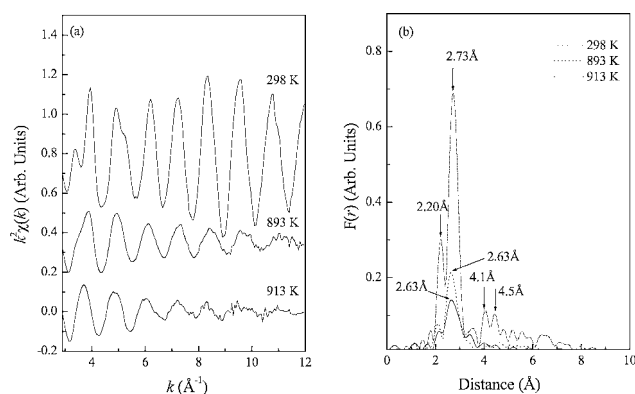 (a)
1.4
1.2
1.0
0.8
0.6
0.4
0.2
0.0
-0.2
298 K
893 K
913 K
k²χ(k) (Arb. Units)
4
6
8
10
12
k (Å⁻¹)
(b)
0.8
0.6
0.4
0.2
298 K
893 K
913 K
2.73Å
2.20Å
2.63Å
2.63Å
4.1Å
4.5Å
F(r) (Arb. Units)
0
2
4
6
8
10
Distance (Å)